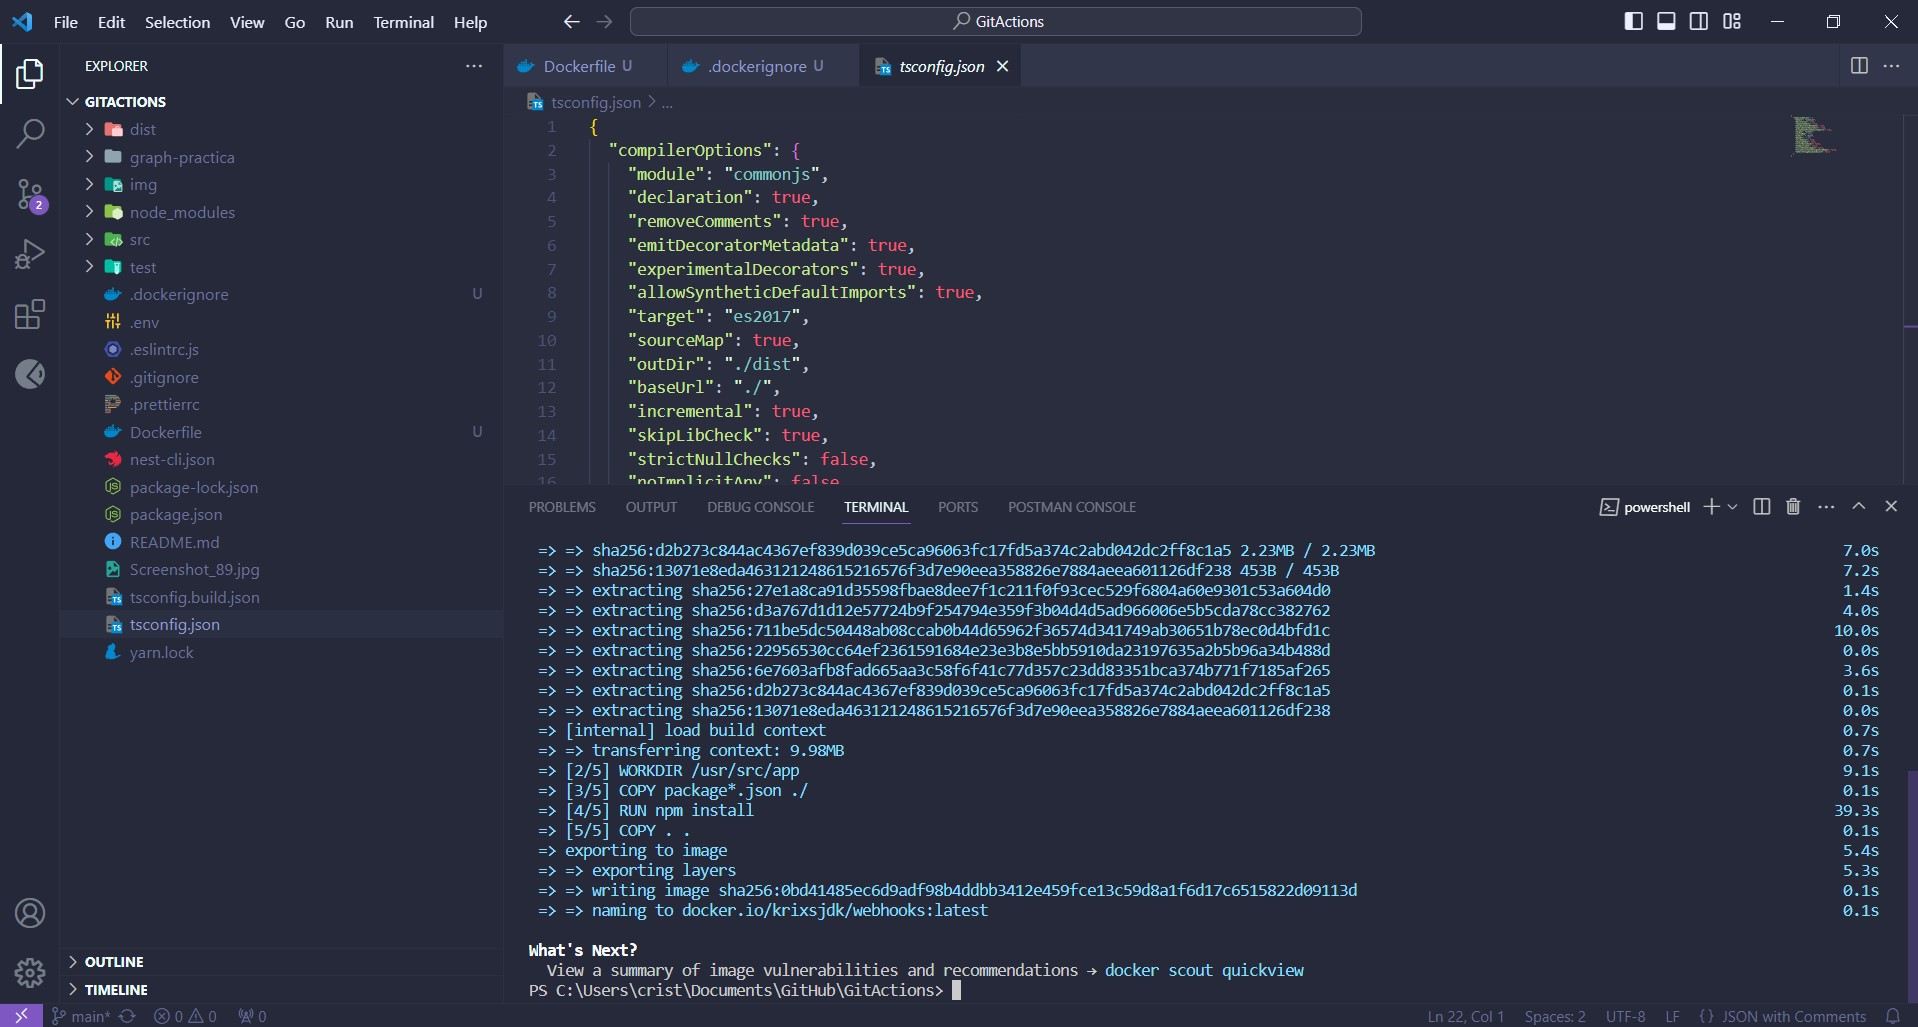 File Edit Selection View Go Run Terminal Help
GitActions
EXPLORER
GITACTIONS
dist
graph-practica
img
node_modules
src
test
.dockerignore U
.env
.eslintrc.js
.gitignore
.prettierrc
Dockerfile U
nest-cli.json
package-lock.json
package.json
README.md
Screenshot_89.jpg
tsconfig.build.json
tsconfig.json
yarn.lock
OUTLINE
TIMELINE
2
Dockerfile U
.dockerignore U
tsconfig.json
tsconfig.json > ...
1 {
2 "compilerOptions": {
3 "module": "commonjs",
4 "declaration": true,
5 "removeComments": true,
6 "emitDecoratorMetadata": true,
7 "experimentalDecorators": true,
8 "allowSyntheticDefaultImports": true,
9 "target": "es2017",
10 "sourceMap": true,
11 "outDir": "./dist",
12 "baseUrl": "./",
13 "incremental": true,
14 "skipLibCheck": true,
15 "strictNullChecks": false,
16 "noImplicitAny": false
PROBLEMS OUTPUT DEBUG CONSOLE TERMINAL PORTS POSTMAN CONSOLE
powershell
=> => sha256:d2b273c844ac4367ef839d039ce5ca96063fc17fd5a374c2abd042dc2ff8c1a5 2.23MB / 2.23MB 7.0s
=> => sha256:13071e8eda463121248615216576f3d7e90eea358826e7884aeea601126df238 453B / 453B 7.2s
=> => extracting sha256:27e1a8ca91d35598fbae8dee7f1c211f0f93cec529f6804a60e9301c53a604d0 1.4s
=> => extracting sha256:d3a767d1d12e57724b9f254794e359f3b04d4d5ad966006e5b5cda78cc382762 4.0s
=> => extracting sha256:711be5dc50448ab08ccab0b44d65962f36574d341749ab30651b78ec0d4bfd1c 10.0s
=> => extracting sha256:22956530cc64ef2361591684e23e3b8e5bb5910da23197635a2b5b96a34b488d 0.0s
=> => extracting sha256:6e7603afb8fad665aa3c58f6f41c77d357c23dd83351bca374b771f7185af265 3.6s
=> => extracting sha256:d2b273c844ac4367ef839d039ce5ca96063fc17fd5a374c2abd042dc2ff8c1a5 0.1s
=> => extracting sha256:13071e8eda463121248615216576f3d7e90eea358826e7884aeea601126df238 0.0s
=> [internal] load build context 0.7s
=> => transferring context: 9.98MB 0.7s
=> [2/5] WORKDIR /usr/src/app 9.1s
=> [3/5] COPY package*.json ./ 0.1s
=> [4/5] RUN npm install 39.3s
=> [5/5] COPY . . 0.1s
=> exporting to image 5.4s
=> => exporting layers 5.3s
=> => writing image sha256:0bd41485ec6d9adf98b4ddbb3412e459fce13c59d8a1f6d17c6515822d09113d 0.1s
=> => naming to docker.io/krixsjdk/webhooks:latest 0.1s
What's Next?
View a summary of image vulnerabilities and recommendations → docker scout quickview
PS C:\Users\crist\Documents\GitHub\GitActions>
main* 0 0 0 Ln 22, Col 1 Spaces: 2 UTF-8 LF {} JSON with Comments